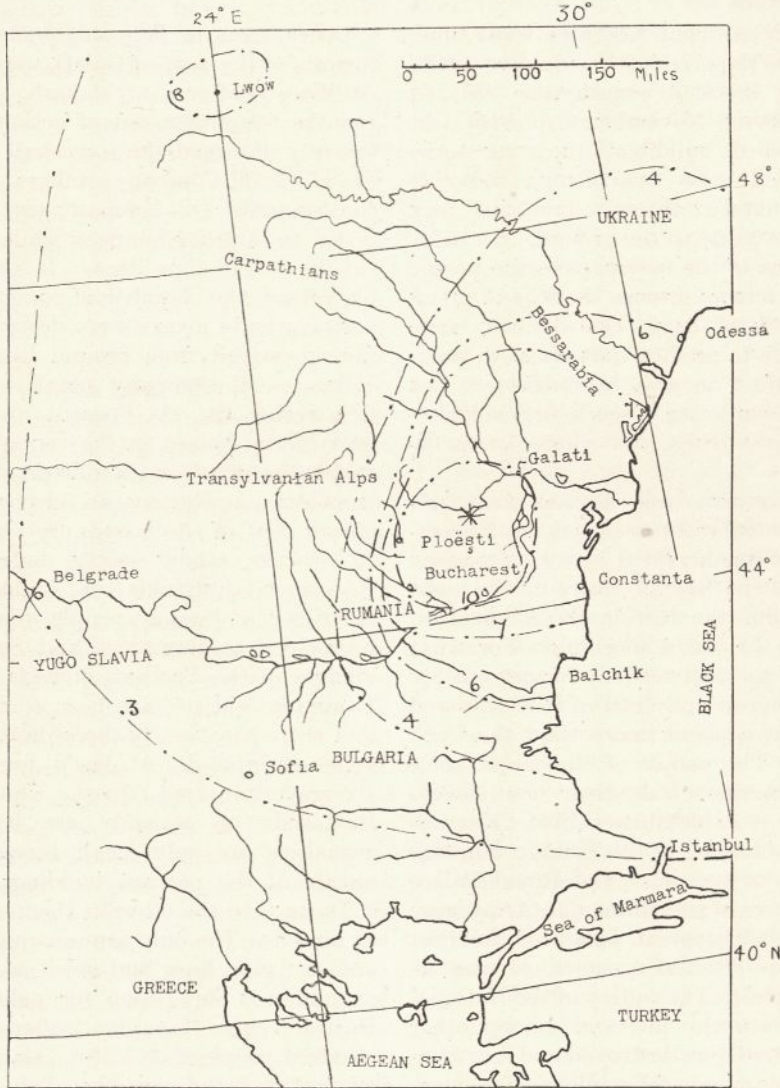 24°E
30°
0 50 100 150 Miles
8
Lwow
4
48°
UKRAINE
Carpathians
6
Odessa
Bessarabia
7
Galati
Transylvanian Alps
Ploesti
Bucharest
44°
Belgrade
Constanta
10
RUMANIA
7
YUGO SLAVIA
Balchik
BLACK SEA
6
3
4
BULGARIA
Sofia
Istanbul
Sea of Marmara
40°N
GREECE
TURKEY
AEGEAN SEA